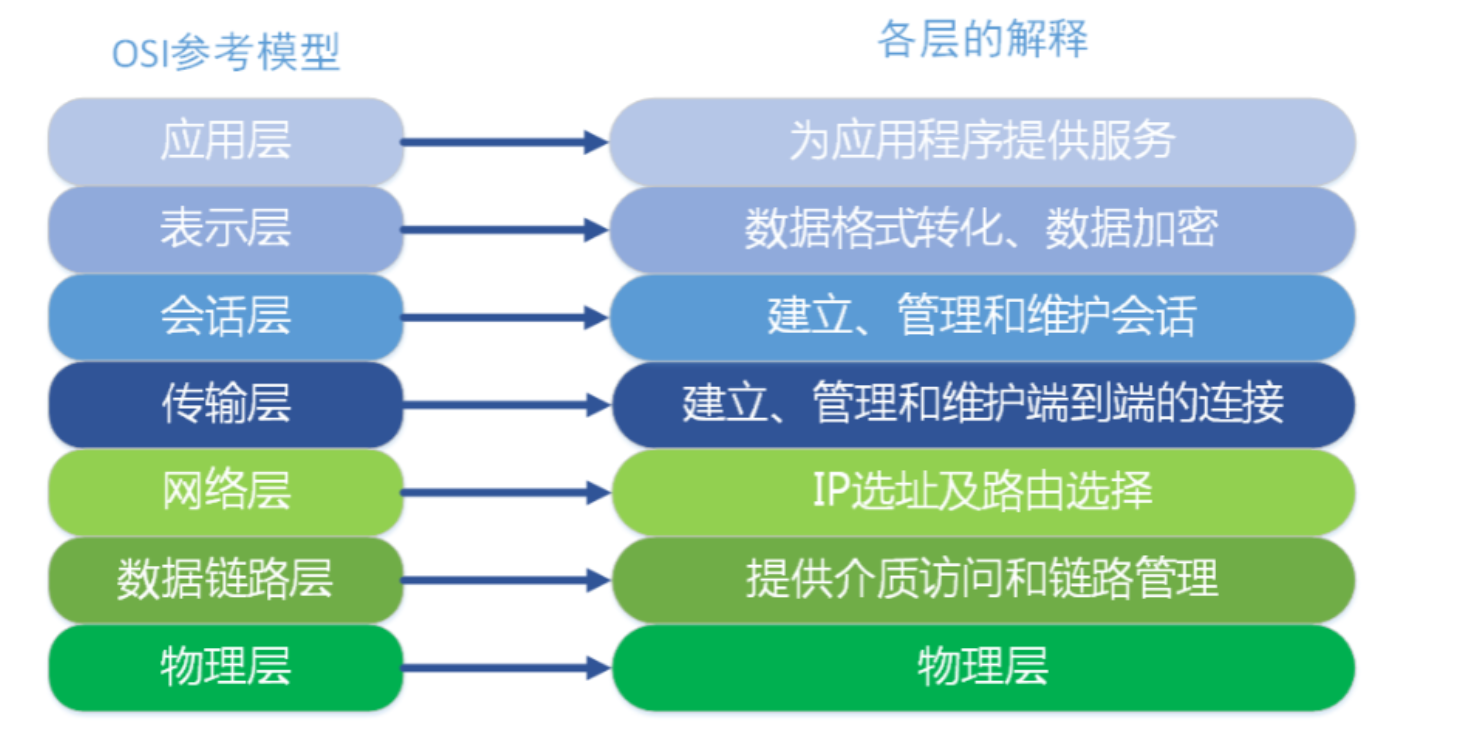 OSI参考模型 各层的解释
应用层 为应用程序提供服务
表示层 数据格式转化、数据加密
会话层 建立、管理和维护会话
传输层 建立、管理和维护端到端的连接
网络层 IP选址及路由选择
数据链路层 提供介质访问和链路管理
物理层 物理层